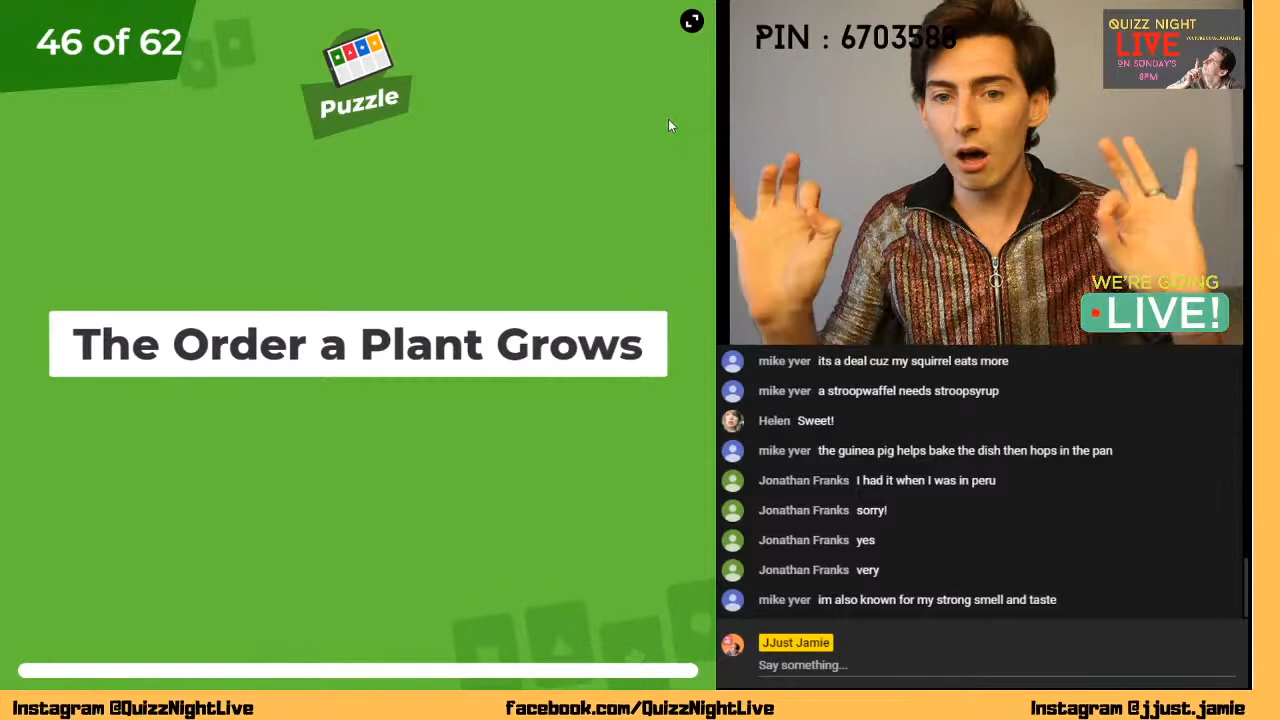 46 of 62
Puzzle
The Order a Plant Grows
PIN : 6703588
QUIZZ NIGHT
LIVE
ON SUNDAY'S
8PM
WE'RE GOING
LIVE!
mike yver its a deal cuz my squirrel eats more
mike yver a stroopwaffel needs stroopsyrup
Helen Sweet!
mike yver the guinea pig helps bake the dish then hops in the pan
Jonathan Franks I had it when I was in peru
Jonathan Franks sorry!
Jonathan Franks yes
Jonathan Franks very
mike yver im also known for my strong smell and taste
JJust Jamie
Say something...
Instagram @QuizzNightLive
facebook.com/QuizzNightLive
Instagram @jjust.jamie